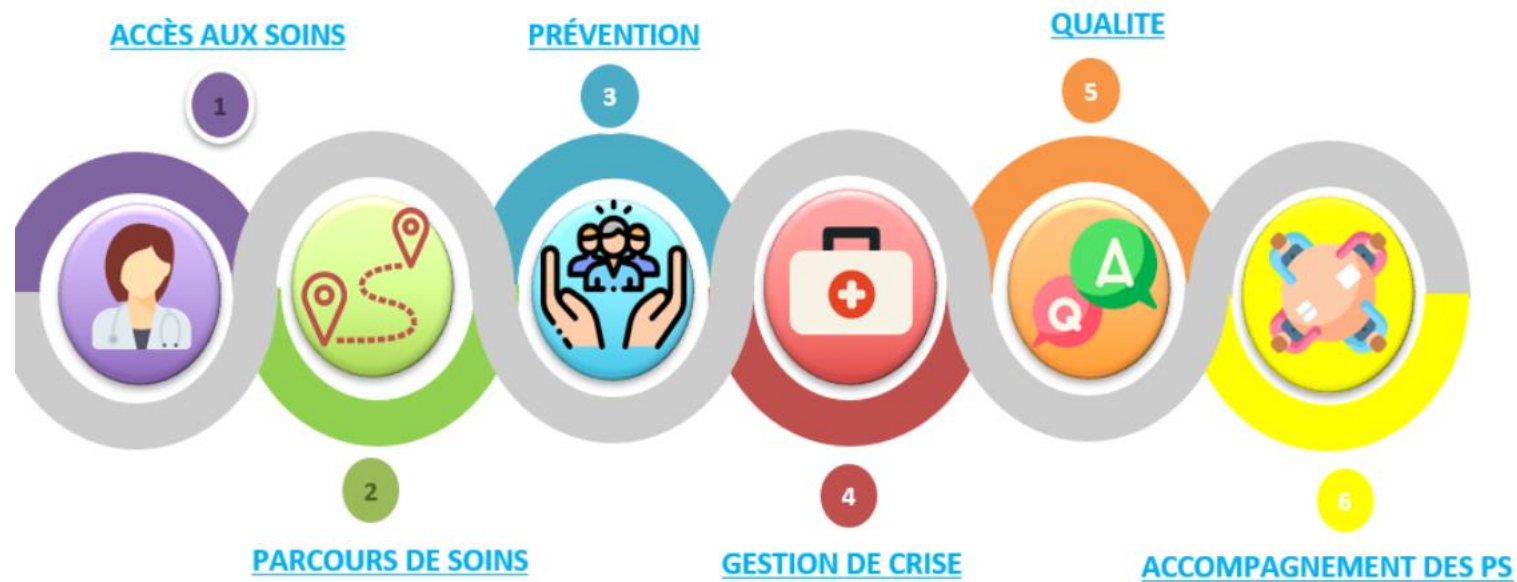 ACCÈS AUX SOINS
1
PARCOURS DE SOINS
2
PRÉVENTION
3
GESTION DE CRISE
4
QUALITE
5
Q
A
ACCOMPAGNEMENT DES PS
6